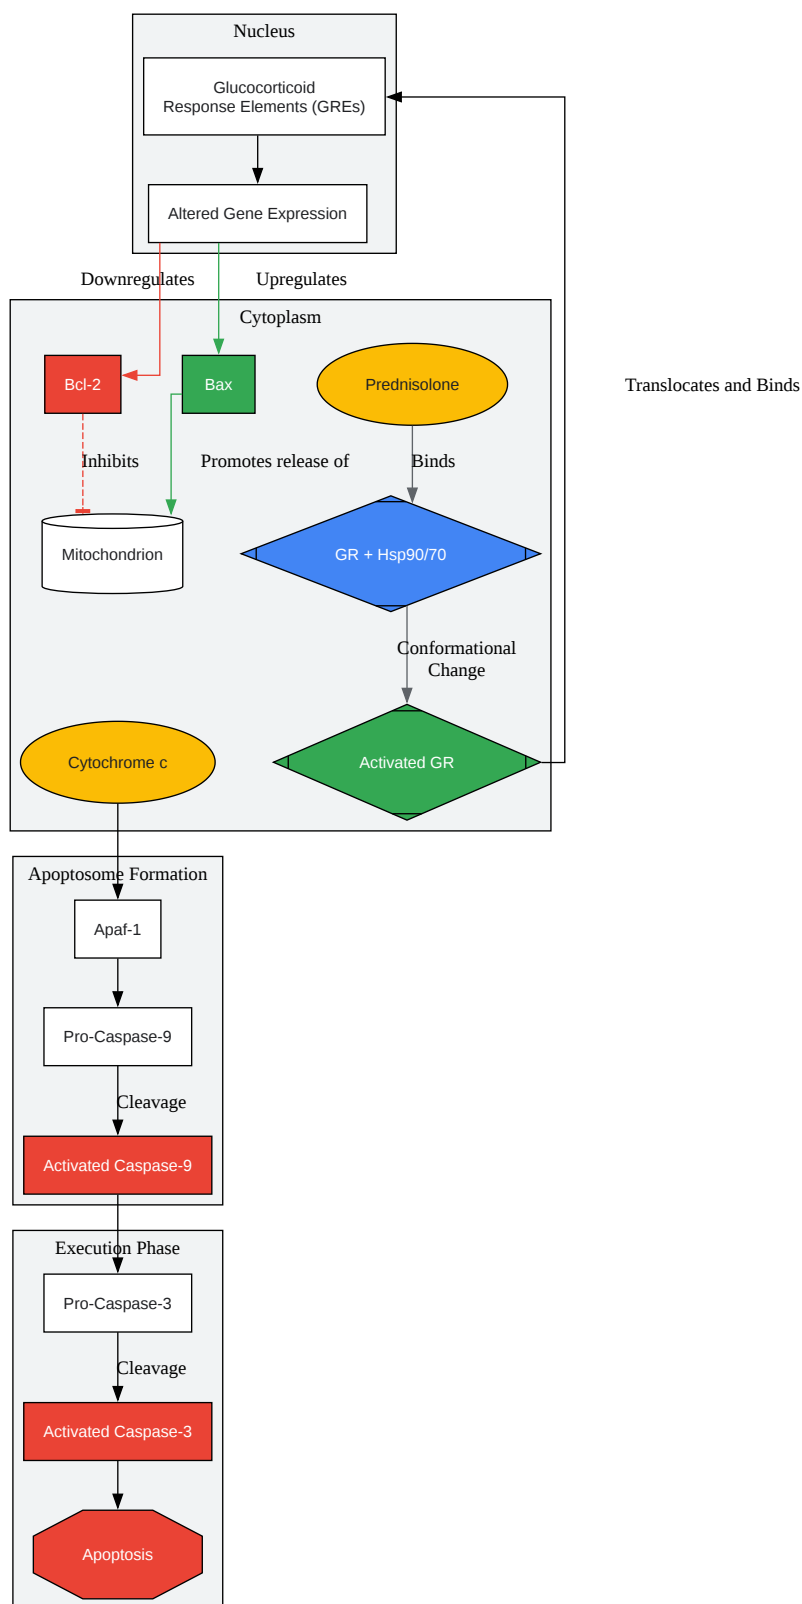 Nucleus
Glucocorticoid
Response Elements (GREs)
Altered Gene Expression
Downregulates
Upregulates
Cytoplasm
Bcl-2
Bax
Prednisolone
Translocates and Binds
Inhibits
Promotes release of
Binds
Mitochondrion
GR + Hsp90/70
Conformational
Change
Cytochrome c
Activated GR
Apoptosome Formation
Apaf-1
Pro-Caspase-9
Cleavage
Activated Caspase-9
Execution Phase
Pro-Caspase-3
Cleavage
Activated Caspase-3
Apoptosis